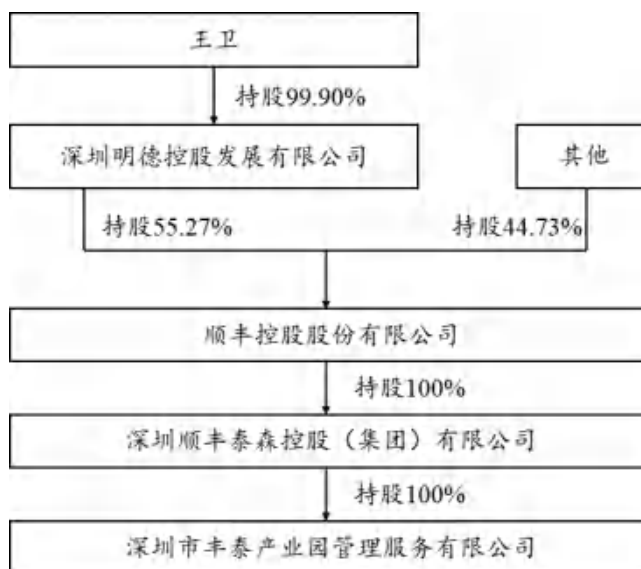 王卫
持股99.90%
深圳明德控股发展有限公司
其他
持股55.27%
持股44.73%
顺丰控股股份有限公司
持股100%
深圳顺丰泰森控股（集团）有限公司
持股100%
深圳市丰泰产业园管理服务有限公司